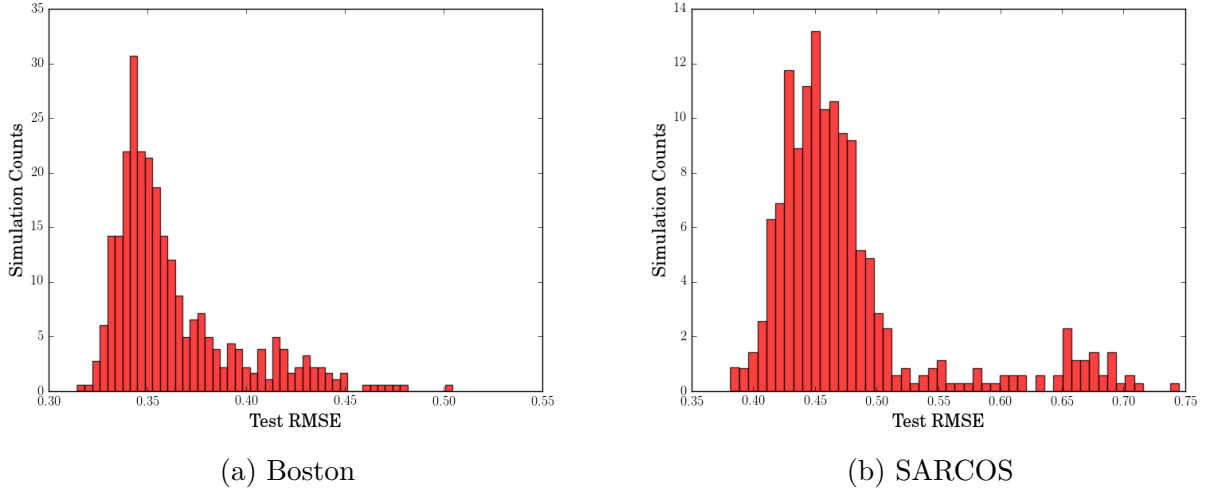 35
30
25
20
15
10
5
0
Simulation Counts
0.30 0.35 0.40 0.45 0.50 0.55
Test RMSE
(a) Boston
14
12
10
8
6
4
2
0
Simulation Counts
0.35 0.40 0.45 0.50 0.55 0.60 0.65 0.70 0.75
Test RMSE
(b) SARCOS